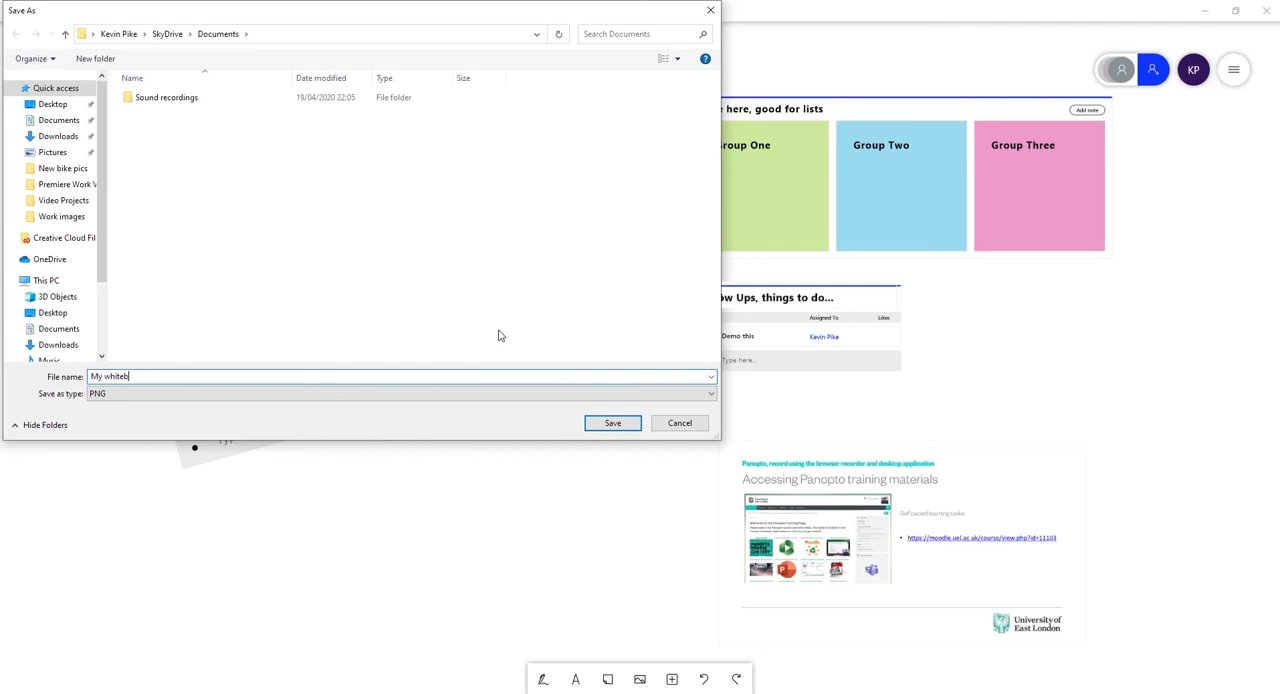 Save As
Kevin Pike
SkyDrive
Documents
Search Documents
Organize
New folder
Name
Date modified
Type
Size
Sound recordings
19/04/2020 22:05
File folder
Quick access
Desktop
Documents
Downloads
Pictures
New bike pics
Premiere Work V
Video Projects
Work images
Creative Cloud Fil
OneDrive
This PC
3D Objects
Desktop
Documents
Downloads
Music
File name:
My whiteb
Save as type:
PNG
Hide Folders
Save
Cancel
KP
here, good for lists
Add note
roup One
Group Two
Group Three
Ups, things to do...
Assigned To
Likes
Demo this
Kevin Pike
Type here...
Panopto, record using the browser recorder and desktop application
Accessing Panopto training materials
Self paced learning tasks
• https://moodle.uel.ac.uk/course/view.php?id=11103
University of
East London